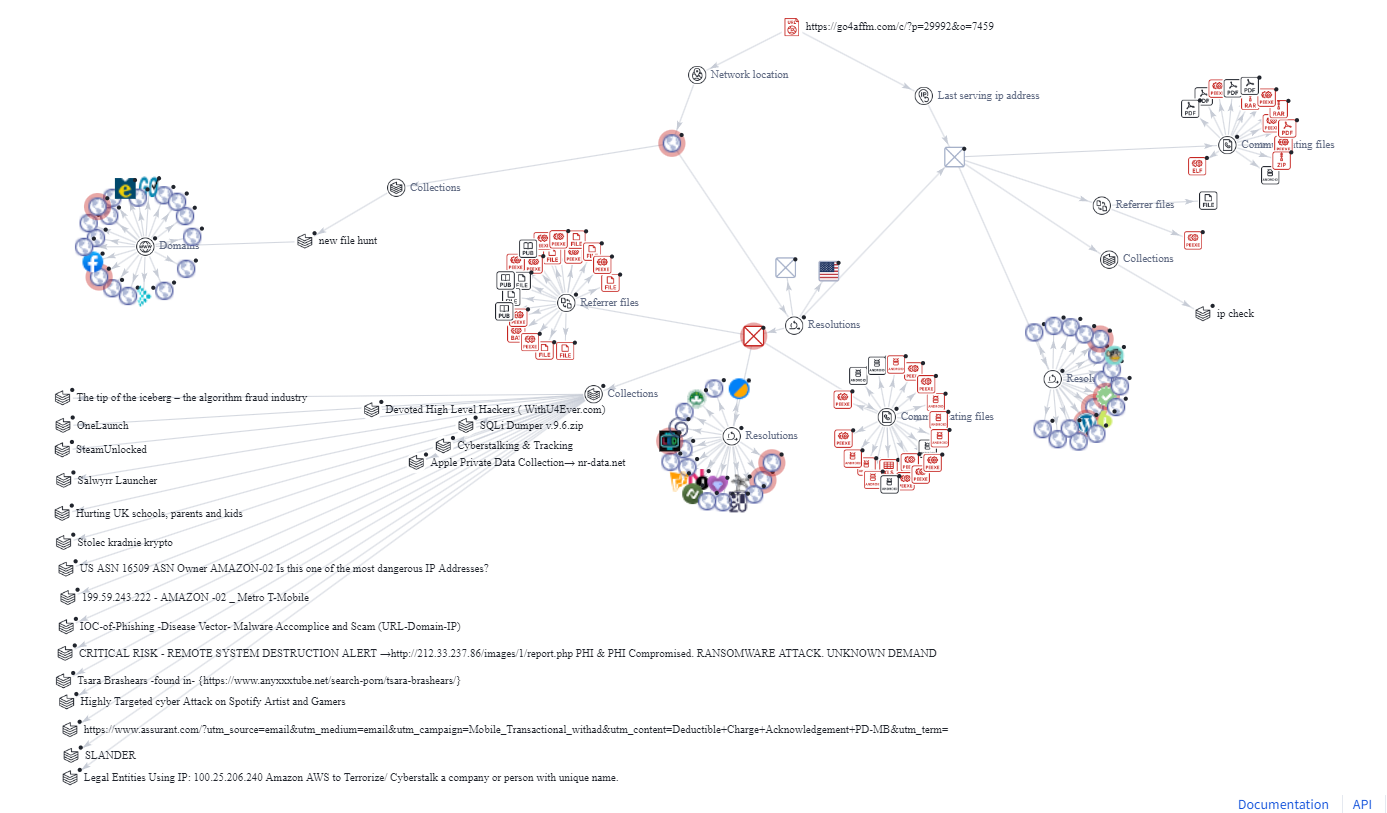 https://go4affm.com/c/?p=29992&o=7459
Network location
Last serving ip address
Communicating files
Collections
Referrer files
new file hunt
Domains
Collections
Referrer files
ip check
Resolutions
Resolutions
Collections
The tip of the iceberg – the algorithm fraud industry
Devoted High Level Hackers ( WithU4Ever.com)
OneLaunch
SQLi Dumper v.9.6.zip
Communicating files
Resolutions
SteamUnlocked
Cyberstalking & Tracking
Apple Private Data Collection→ nr-data.net
Salwyrr Launcher
Hurting UK schools, parents and kids
Stolec kradnie krypto
US ASN 16509 ASN Owner AMAZON-02 Is this one of the most dangerous IP Addresses?
199.59.243.222 - AMAZON -02 _ Metro T-Mobile
IOC-of-Phishing -Disease Vector- Malware Accomplice and Scam (URL-Domain-IP)
CRITICAL RISK - REMOTE SYSTEM DESTRUCTION ALERT →http://212.33.237.86/images/1/report.php PHI & PHI Compromised. RANSOMWARE ATTACK. UNKNOWN DEMAND
Tsara Brashears -found in- {https://www.anyxxxtube.net/search-porn/tsara-brashears/}
Highly Targeted cyber Attack on Spotify Artist and Gamers
https://www.assurant.com/?utm_source=email&utm_medium=email&utm_campaign=Mobile_Transactional_withad&utm_content=Deductible+Charge+Acknowledgement+PD-MB&utm_term=
SLANDER
Legal Entities Using IP: 100.25.206.240 Amazon AWS to Terrorize/ Cyberstalk a company or person with unique name.
Documentation
API